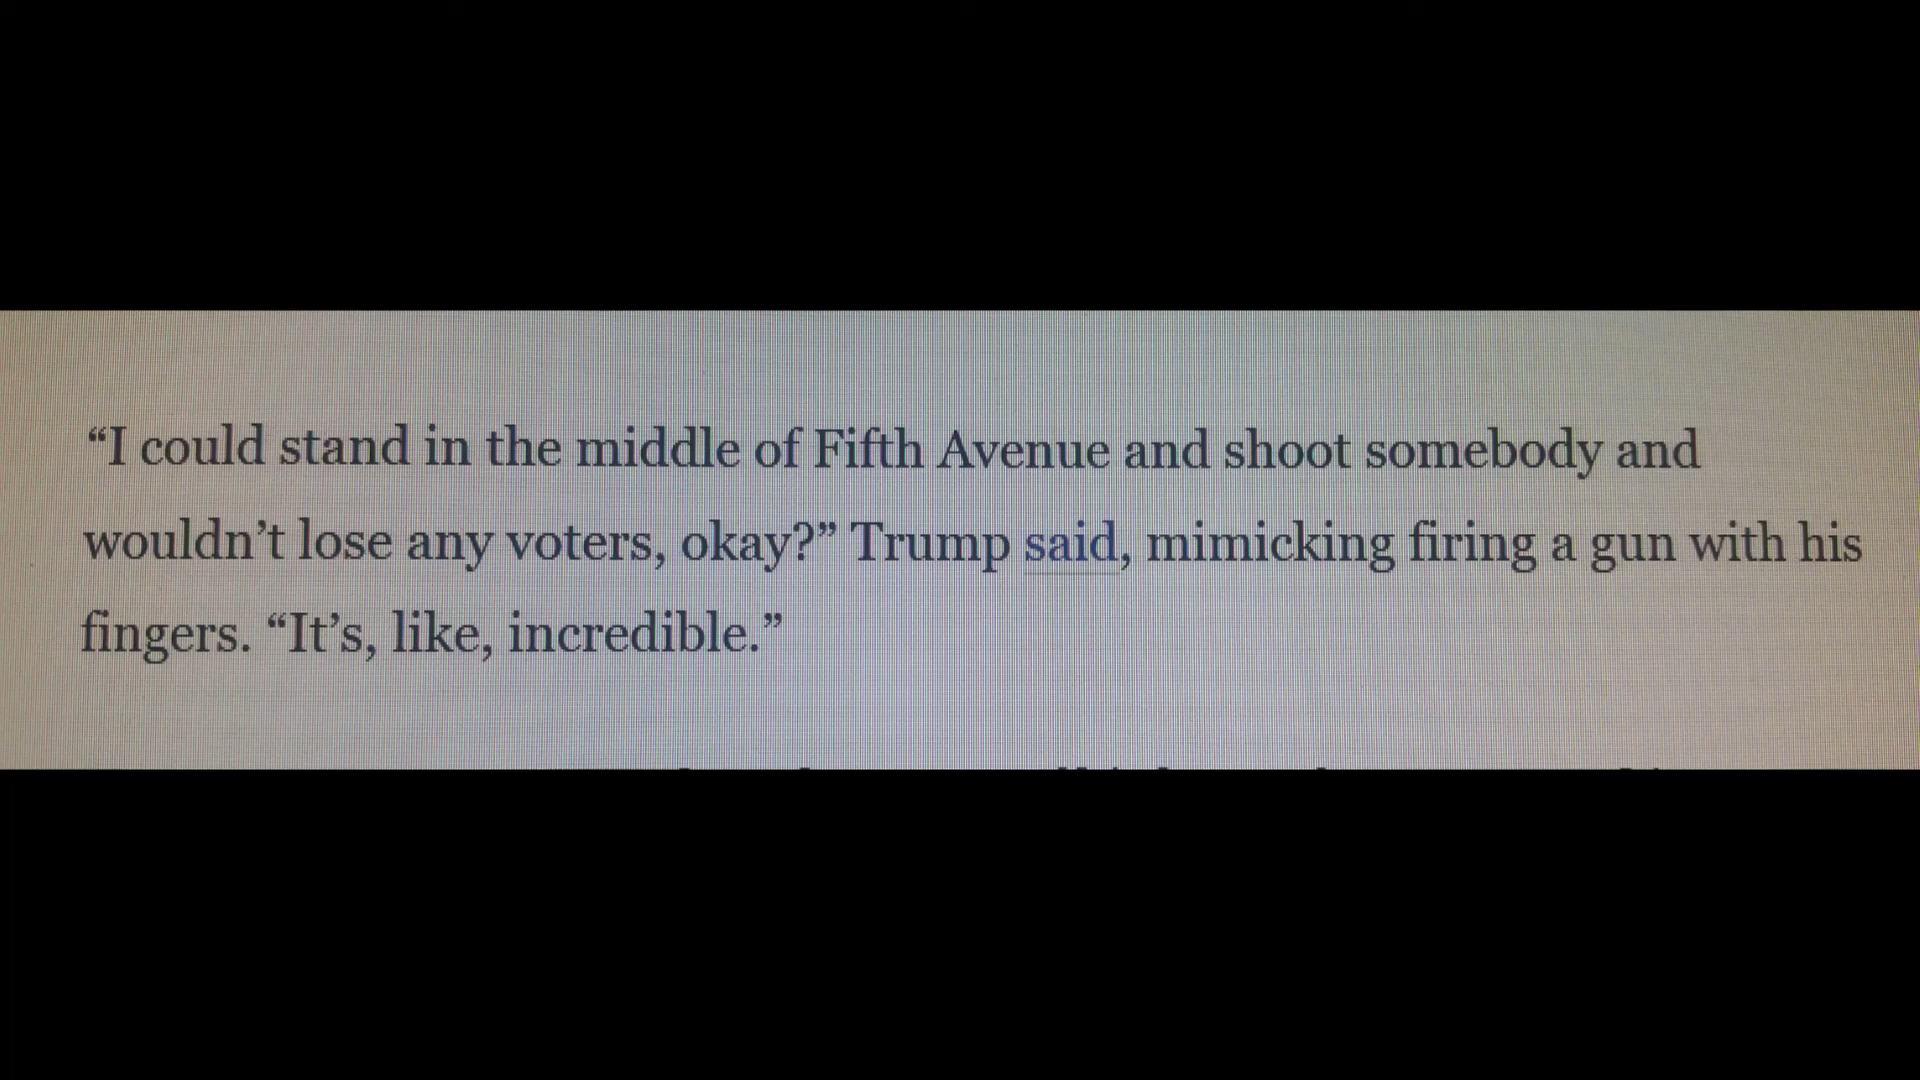 “I could stand in the middle of Fifth Avenue and shoot somebody and
wouldn’t lose any voters, okay?” Trump said, mimicking firing a gun with his
fingers. “It’s, like, incredible.”